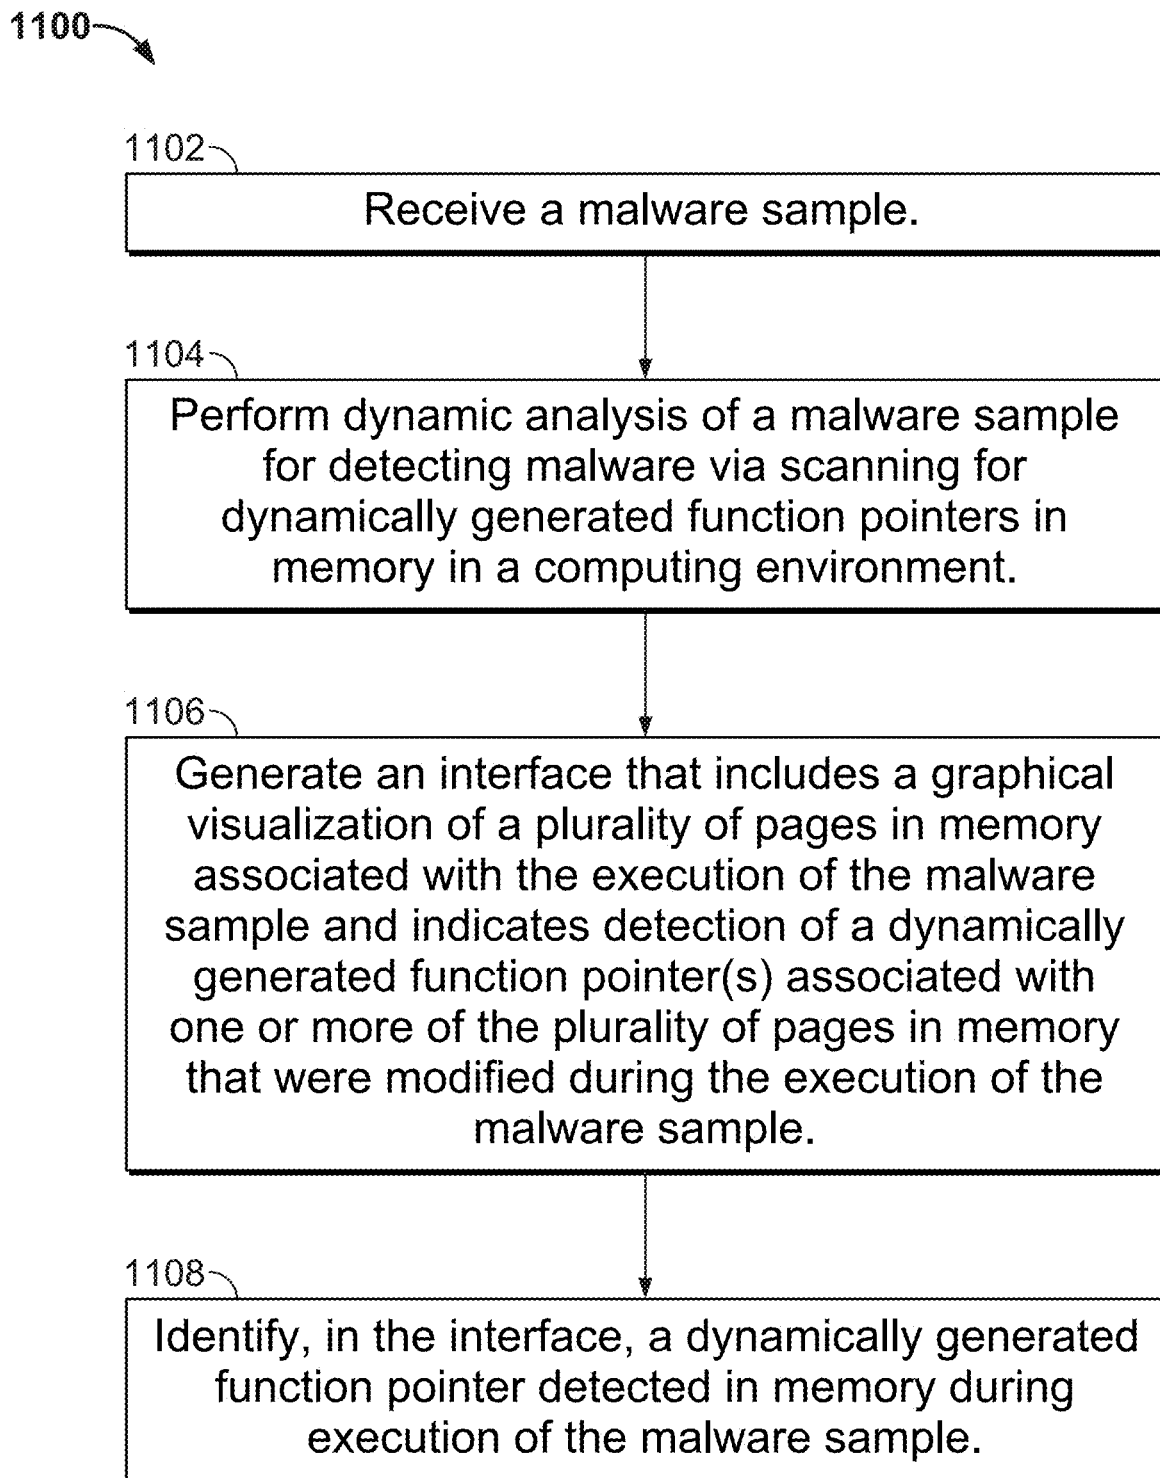 1100
1102
Receive a malware sample.
1104
Perform dynamic analysis of a malware sample
for detecting malware via scanning for
dynamically generated function pointers in
memory in a computing environment.
1106
Generate an interface that includes a graphical
visualization of a plurality of pages in memory
associated with the execution of the malware
sample and indicates detection of a dynamically
generated function pointer(s) associated with
one or more of the plurality of pages in memory
that were modified during the execution of the
malware sample.
1108
Identify, in the interface, a dynamically generated
function pointer detected in memory during
execution of the malware sample.